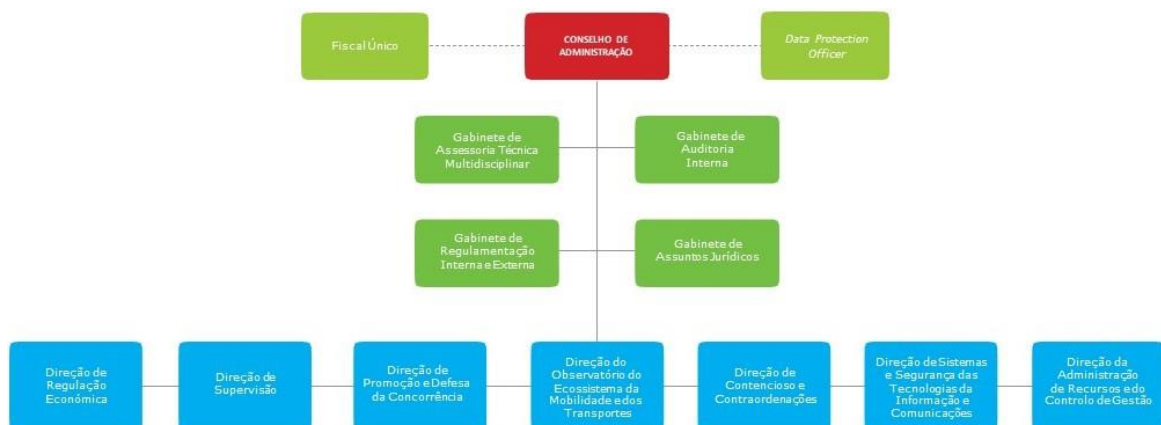 Fiscal Único
CONSELHO DE
ADMINISTRAÇÃO
Data Protection
Officer
Gabinete de
Assessoria Técnica
Multidisciplinar
Gabinete de
Auditoria
Interna
Gabinete de
Regulamentação
Interna e Externa
Gabinete de
Assuntos Jurídicos
Direção de
Regulação
Económica
Direção de
Supervisão
Direção de
Promoção e Defesa
da Concorrência
Direção do
Observatório do
Ecossistema da
Mobilidade e dos
Transportes
Direção de
Contencioso e
Contraordenações
Direção de Sistemas
e Segurança das
Tecnologias da
Informação e
Comunicações
Direção da
Administração
de Recursos e do
Controlo de Gestão